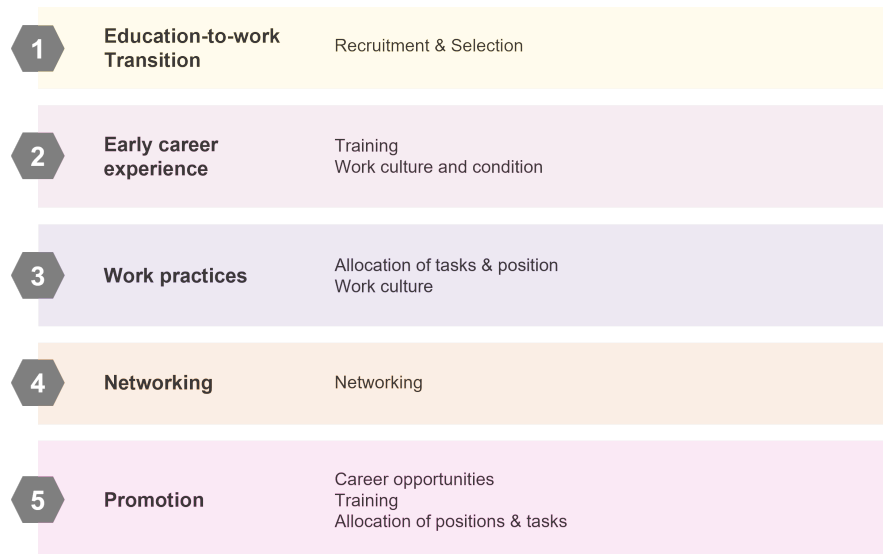 1
Education-to-work
Transition
Recruitment & Selection
2
Early career
experience
Training
Work culture and condition
3
Work practices
Allocation of tasks & position
Work culture
4
Networking
Networking
5
Promotion
Career opportunities
Training
Allocation of positions & tasks